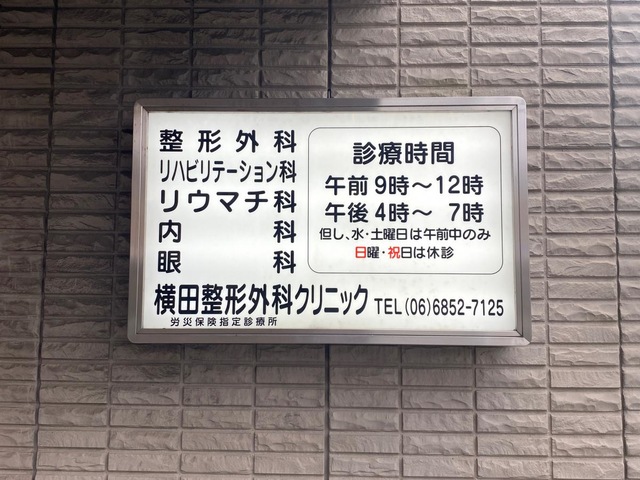 整形外科
リハビリテーション科
リウマチ科
内科
眼科
診療時間
午前9時～12時
午後4時～ 7時
但し、水・土曜日は午前中のみ
日曜・祝日は休診
横田整形外科クリニック TEL(06)6852-7125
労災保険指定診療所